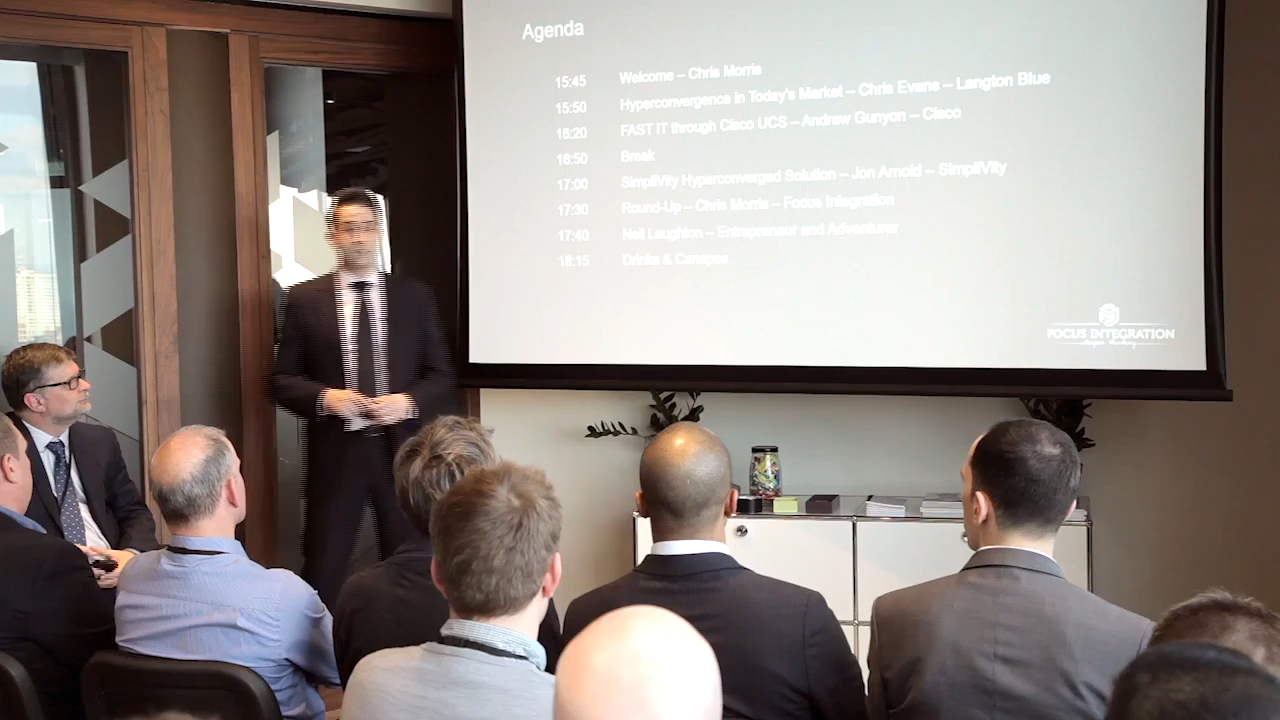 Agenda
15:45 Welcome – Chris Morris
15:50 Hyperconvergence in Today's Market – Chris Evans – Langton Blue
16:20 FAST IT through Cisco UCS – Andrew Gunyon – Cisco
16:50 Break
17:00 SimpliVity Hyperconverged Solution – Jon Arnold – SimpliVity
17:30 Round-Up – Chris Morris – Focus Integration
17:40 Neil Laughton – Entrepreneur and Adventurer
18:15 Drinks & Canapes
FOCUS INTEGRATION